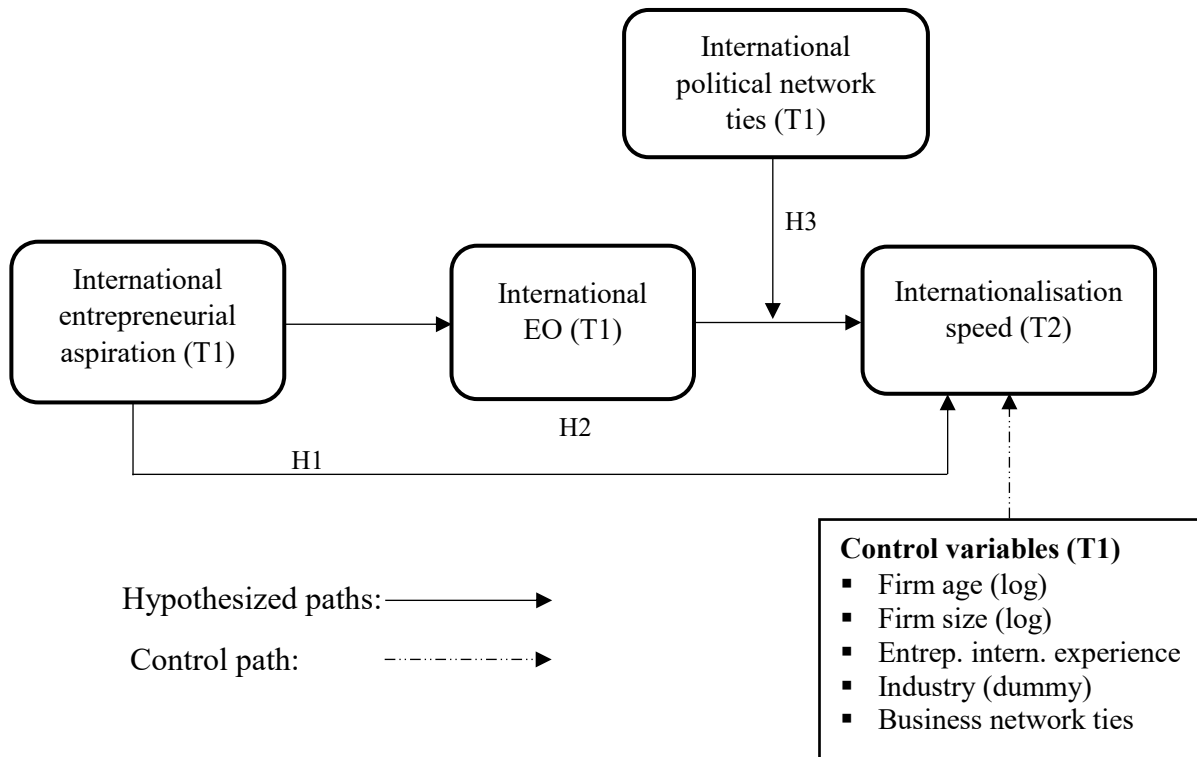 International
political network
ties (T1)
H3
International
entrepreneurial
aspiration (T1)
International
EO (T1)
Internationalisation
speed (T2)
H2
H1
Control variables (T1)
▪ Firm age (log)
▪ Firm size (log)
▪ Entrep. intern. experience
▪ Industry (dummy)
▪ Business network ties
Hypothesized paths:
Control path: